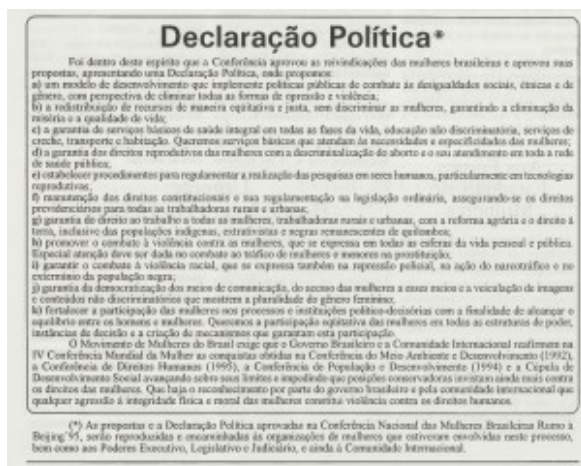 Declaração Política*
Foi dentro deste espírito que a Conferência aprovou as reivindicações das mulheres brasileiras e aprovou suas
propostas, apresentando uma Declaração Política, onde propomos:
a) um modelo de desenvolvimento que implemente políticas públicas de combate às desigualdades sociais, étnicas e de
gênero, com perspectiva de eliminar todas as formas de opressão e violência;
b) a redistribuição de recursos de maneira equitativa e justa, sem discriminar as mulheres, garantindo a eliminação da
miséria e a qualidade de vida;
c) a garantia de serviços básicos de saúde integral em todas as fases da vida, educação não discriminatória, serviços de
creche, transporte e habitação. Queremos serviços básicos que atendam às necessidades e especificidades das mulheres;
d) a garantia dos direitos reprodutivos das mulheres com a descriminalização do aborto e o seu atendimento em toda a rede
de saúde pública;
e) estabelecer procedimentos para regulamentar a realização das pesquisas em seres humanos, particularmente em tecnologias
reprodutivas;
f) manutenção dos direitos constitucionais e sua regulamentação na legislação ordinária, assegurando-se os direitos
previdenciários para todas as trabalhadoras rurais e urbanas;
g) garantia do direito ao trabalho a todas as mulheres, trabalhadoras rurais e urbanas, com a reforma agrária e o direito à
terra, inclusive das populações indígenas, extrativistas e negras remanescentes de quilombos;
h) promover o combate à violência contra as mulheres, que se expressa em todas as esferas da vida pessoal e pública.
Especial atenção deve ser dada no combate ao tráfico de mulheres e menores na prostituição;
i) garantir o combate à violência racial, que se expressa também na repressão policial, na ação do narcotráfico e no
extermínio da população negra;
j) garantia da democratização dos meios de comunicação, do acesso das mulheres a esses meios e a veiculação de imagens
e conteúdos não discriminatórios que mostrem a pluralidade do gênero feminino;
k) fortalecer a participação das mulheres nos processos e instituições político-decisórias com a finalidade de alcançar o
equilíbrio entre os homens e mulheres. Queremos a participação eqüitativa das mulheres em todas as estruturas de poder,
instâncias de decisão e a criação de mecanismos que garantam esta participação.
O Movimento de Mulheres do Brasil exige que o Governo Brasileiro e a Comunidade Internacional reafirmem na
IV Conferência Mundial da Mulher as conquistas obtidas na Conferência do Meio Ambiente e Desenvolvimento (1992),
a Conferência de Direitos Humanos (1993), a Conferência de População e Desenvolvimento (1994) e a Cúpula de
Desenvolvimento Social avançando sobre seus limites e impedindo que posições conservadoras invistam ainda mais contra
os direitos das mulheres. Que haja o reconhecimento por parte do governo brasileiro e pela comunidade internacional que
qualquer agressão à integridade física e moral das mulheres constitui violência contra os direitos humanos.
(*) As propostas e a Declaração Política aprovadas na Conferência Nacional das Mulheres Brasileiras Rumo à
Beijing'95, serão reproduzidas e encaminhadas às organizações de mulheres que estiveram envolvidas neste processo,
bem como aos Poderes Executivo, Legislativo e Judiciário, e ainda à Comunidade Internacional.